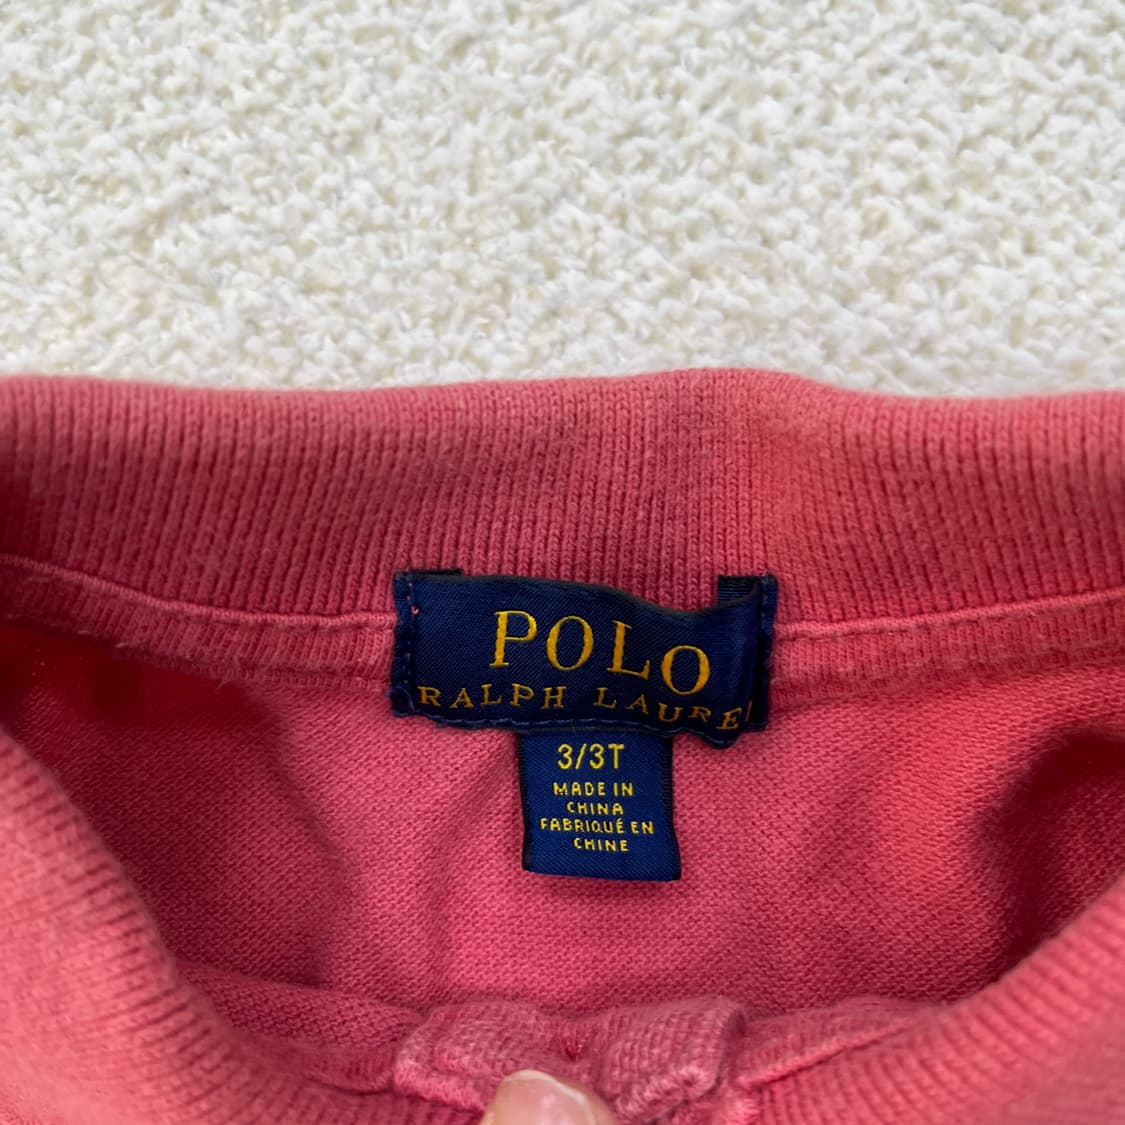 POLO
RALPH LAURE
3/3T
MADE IN
CHINA
FABRIQUÉ EN
CHINE